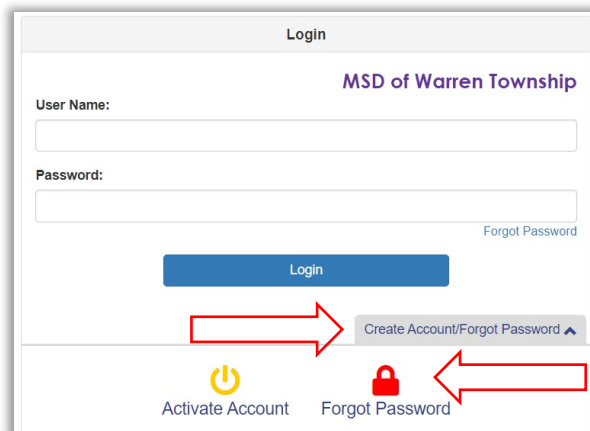 Login
MSD of Warren Township
User Name:
Password:
Forgot Password
Login
Create Account/Forgot Password
Activate Account
Forgot Password